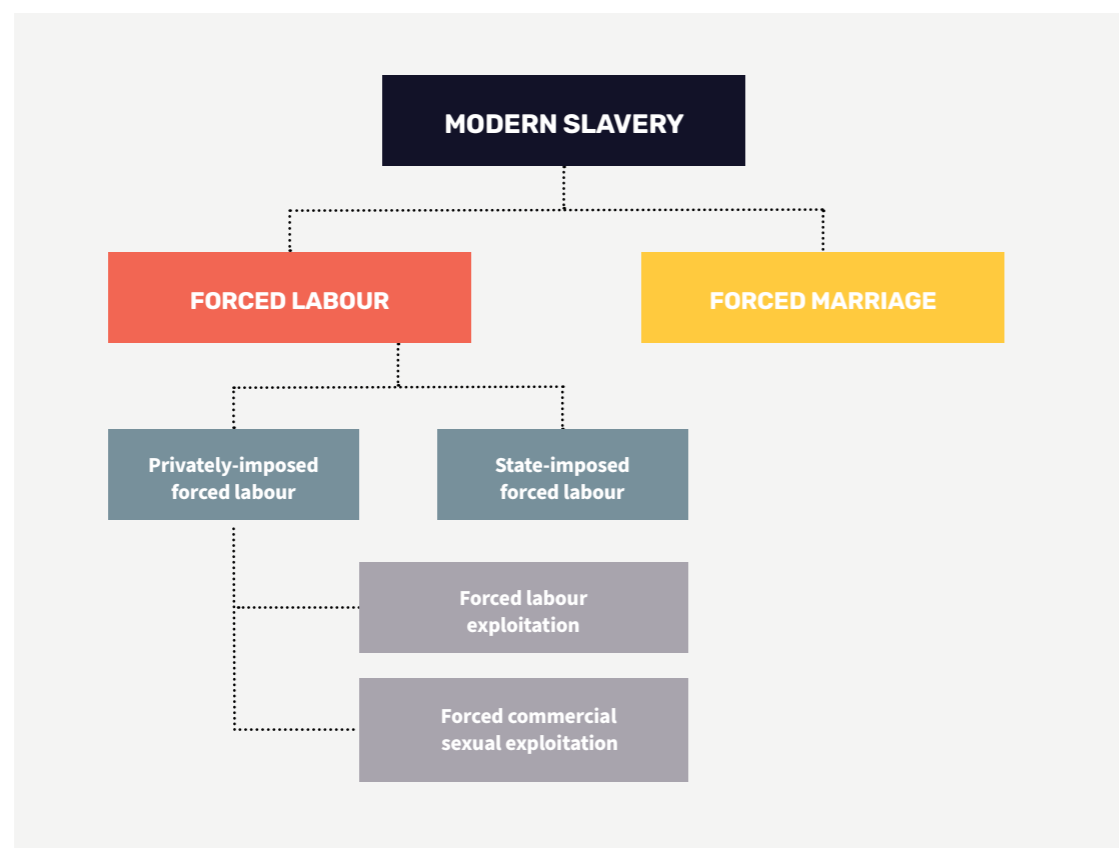 MODERN SLAVERY
FORCED LABOUR
FORCED MARRIAGE
Privately-imposed
forced labour
State-imposed
forced labour
Forced labour
exploitation
Forced commercial
sexual exploitation